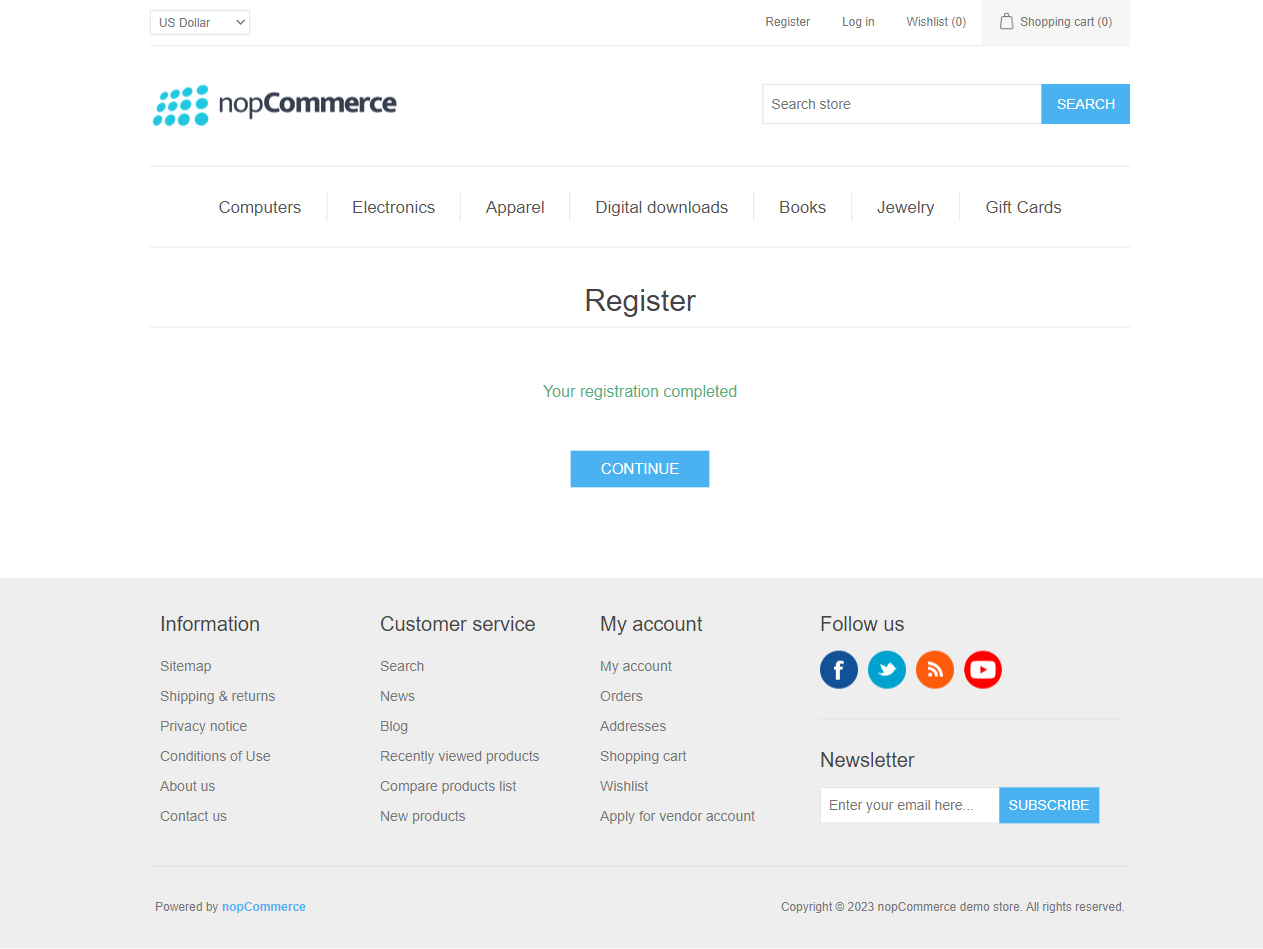 US Dollar Register Log in Wishlist (0) Shopping cart (0)
nopCommerce Search store SEARCH
Computers Electronics Apparel Digital downloads Books Jewelry Gift Cards
Register
Your registration completed
CONTINUE
Information
Sitemap
Shipping & returns
Privacy notice
Conditions of Use
About us
Contact us
Customer service
Search
News
Blog
Recently viewed products
Compare products list
New products
My account
My account
Orders
Addresses
Shopping cart
Wishlist
Apply for vendor account
Follow us
Newsletter
Enter your email here... SUBSCRIBE
Powered by nopCommerce Copyright © 2023 nopCommerce demo store. All rights reserved.